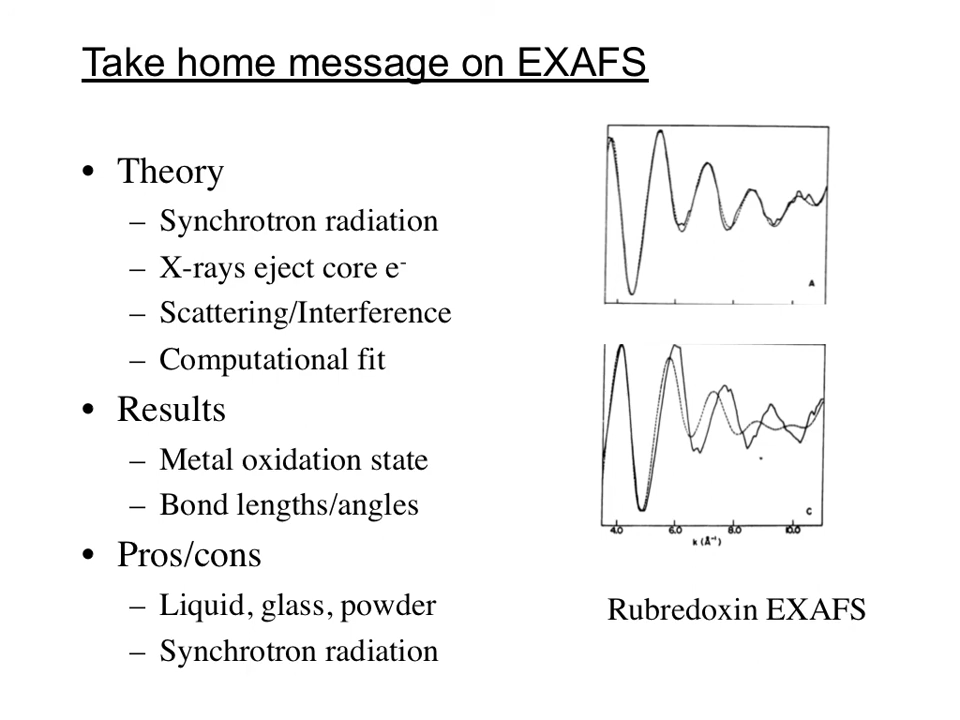 Take home message on EXAFS
• Theory
– Synchrotron radiation
– X-rays eject core e-
– Scattering/Interference
– Computational fit
• Results
– Metal oxidation state
– Bond lengths/angles
• Pros/cons
– Liquid, glass, powder
– Synchrotron radiation
A
C
4.0 6.0 8.0 10.0
k (Å⁻¹)
Rubredoxin EXAFS